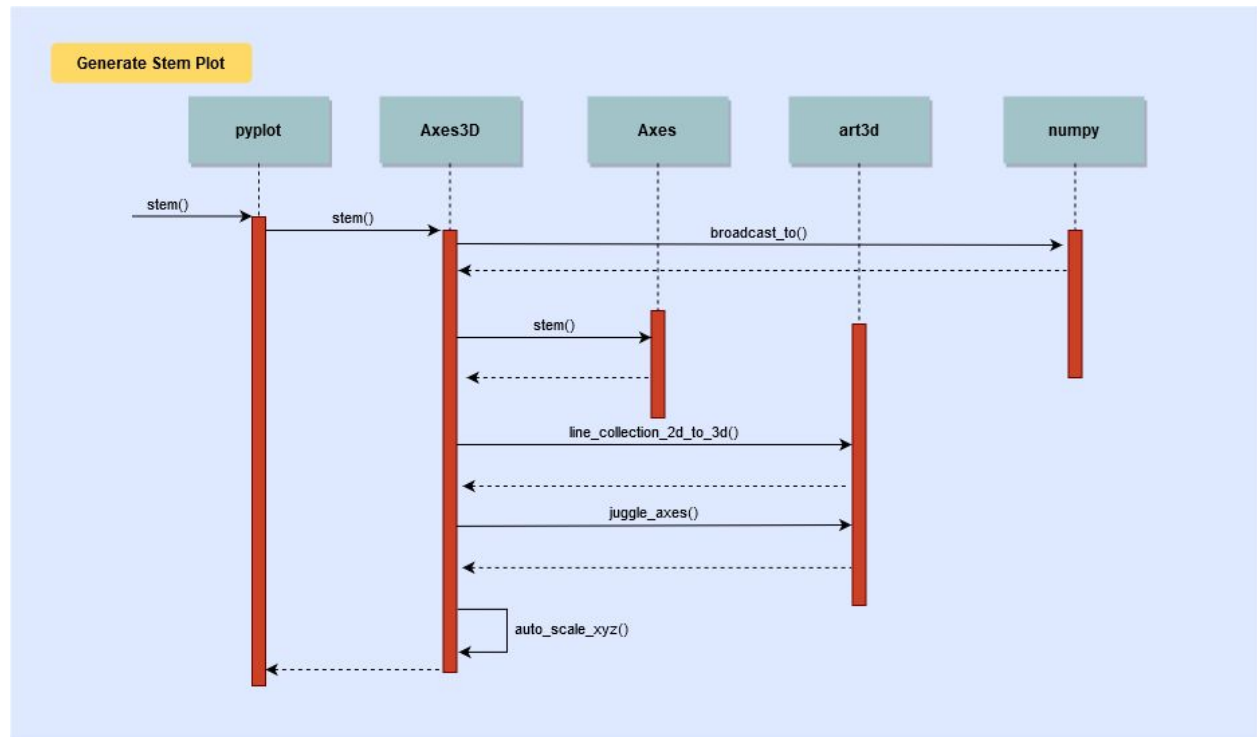 Generate Stem Plot
pyplot
Axes3D
Axes
art3d
numpy
stem()
stem()
broadcast_to()
stem()
line_collection_2d_to_3d()
juggle_axes()
auto_scale_xyz()